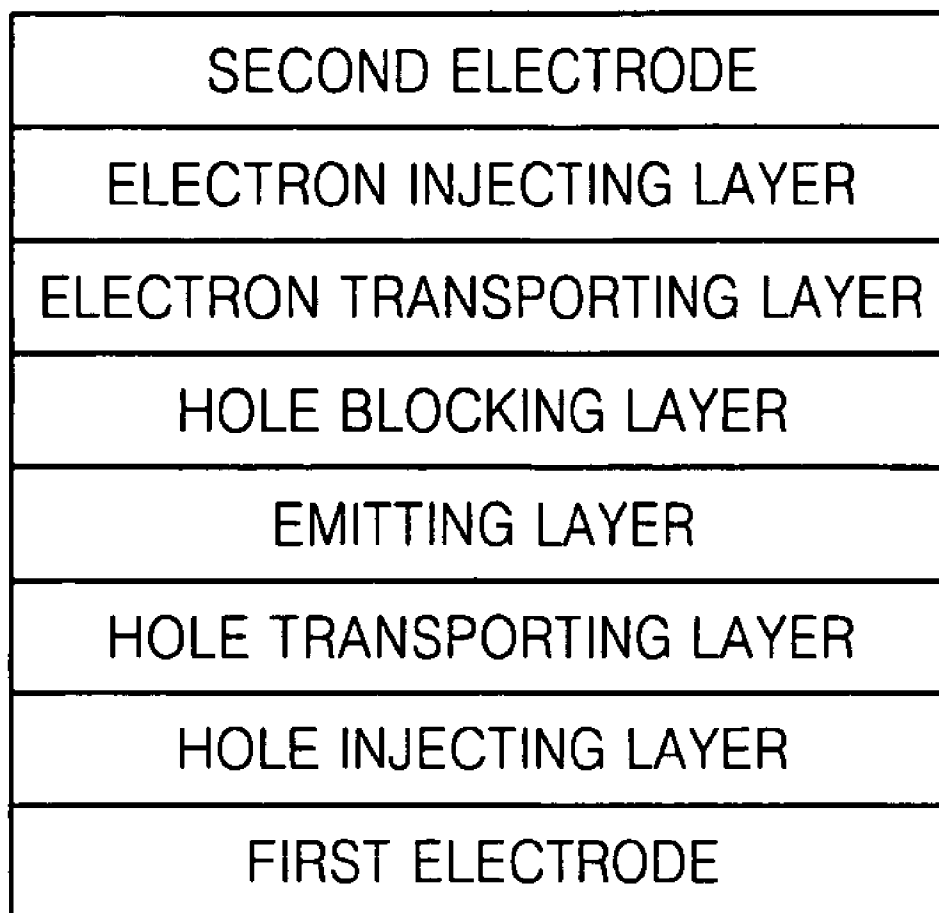 SECOND ELECTRODE
ELECTRON INJECTING LAYER
ELECTRON TRANSPORTING LAYER
HOLE BLOCKING LAYER
EMITTING LAYER
HOLE TRANSPORTING LAYER
HOLE INJECTING LAYER
FIRST ELECTRODE